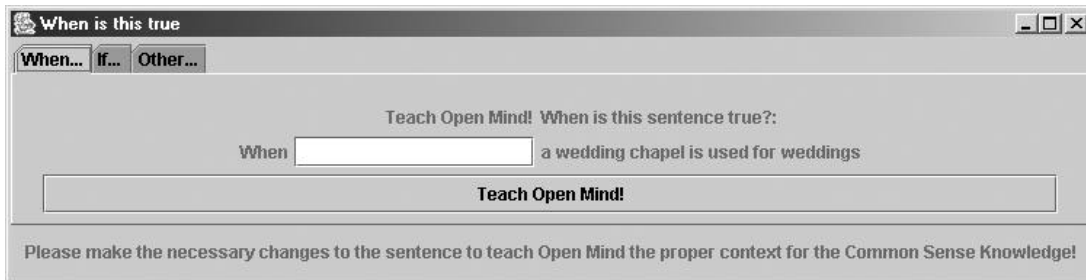 When is this true
When... If... Other...
Teach Open Mind! When is this sentence true?:
When a wedding chapel is used for weddings
Teach Open Mind!
Please make the necessary changes to the sentence to teach Open Mind the proper context for the Common Sense Knowledge!